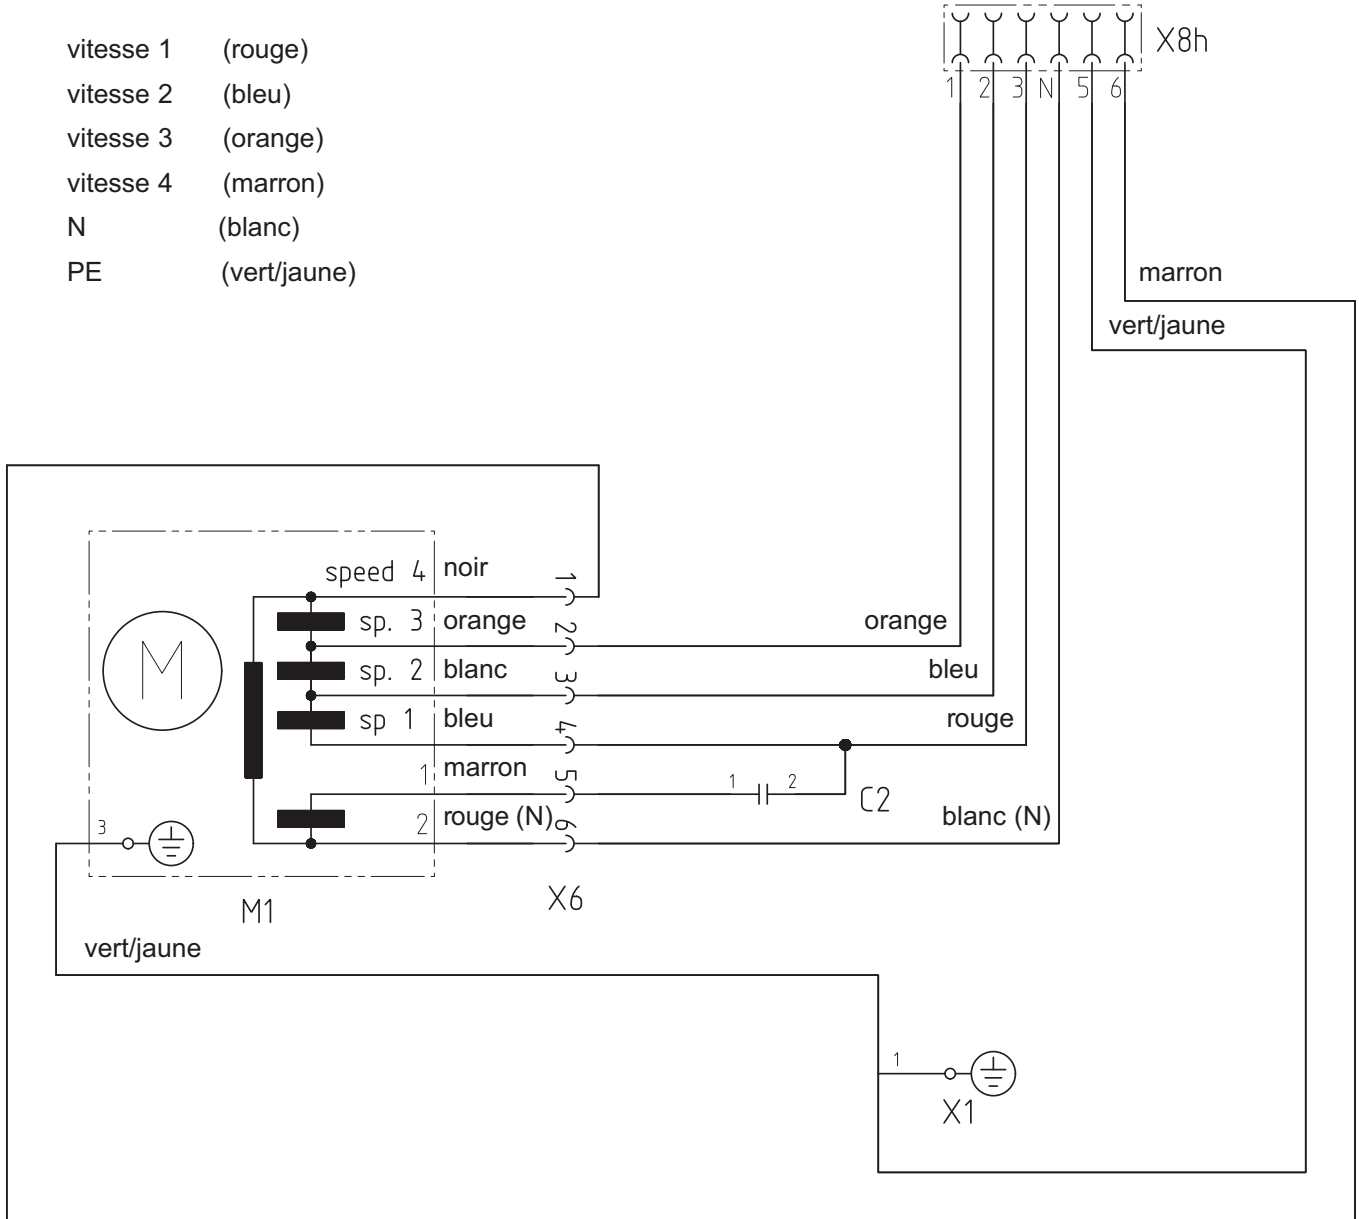 vitesse 1 (rouge)
vitesse 2 (bleu)
vitesse 3 (orange)
vitesse 4 (marron)
N (blanc)
PE (vert/jaune)
X8h
1 2 3 N 5 6
marron
vert/jaune
speed 4 noir 1
sp. 3 orange 2 orange
sp. 2 blanc 3 bleu
sp 1 bleu 4 rouge
1 marron 5 1 2 C2
2 rouge (N) 6 blanc (N)
3
M
M1
X6
vert/jaune
1
X1